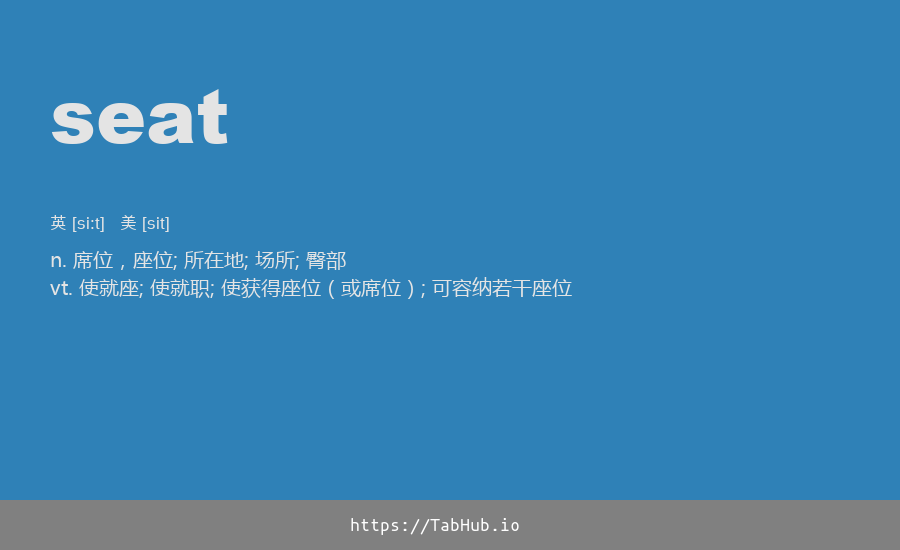 seat
英 [si:t] 美 [sit]
n. 席位，座位; 所在地; 场所; 臀部
vt. 使就座; 使就职; 使获得座位（或席位）; 可容纳若干座位
https://TabHub.io